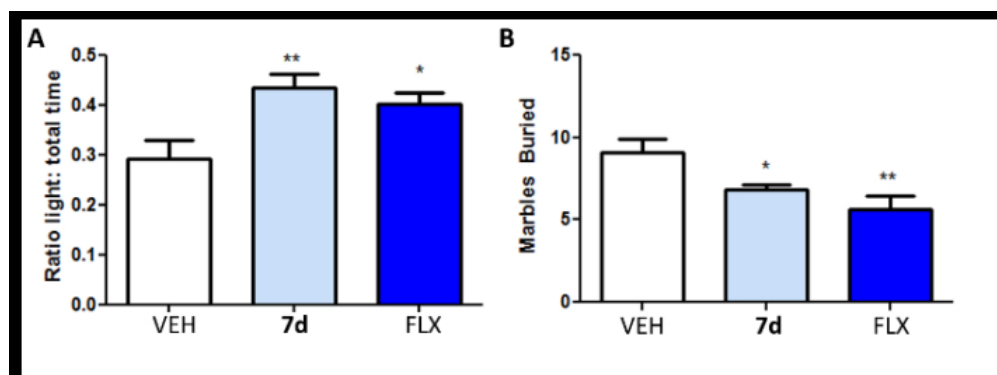 A
Ratio light: total time
0.5
0.4
0.3
0.2
0.1
0.0
**
*
VEH
7d
FLX
B
Marbles Buried
15
10
5
0
*
**
VEH
7d
FLX